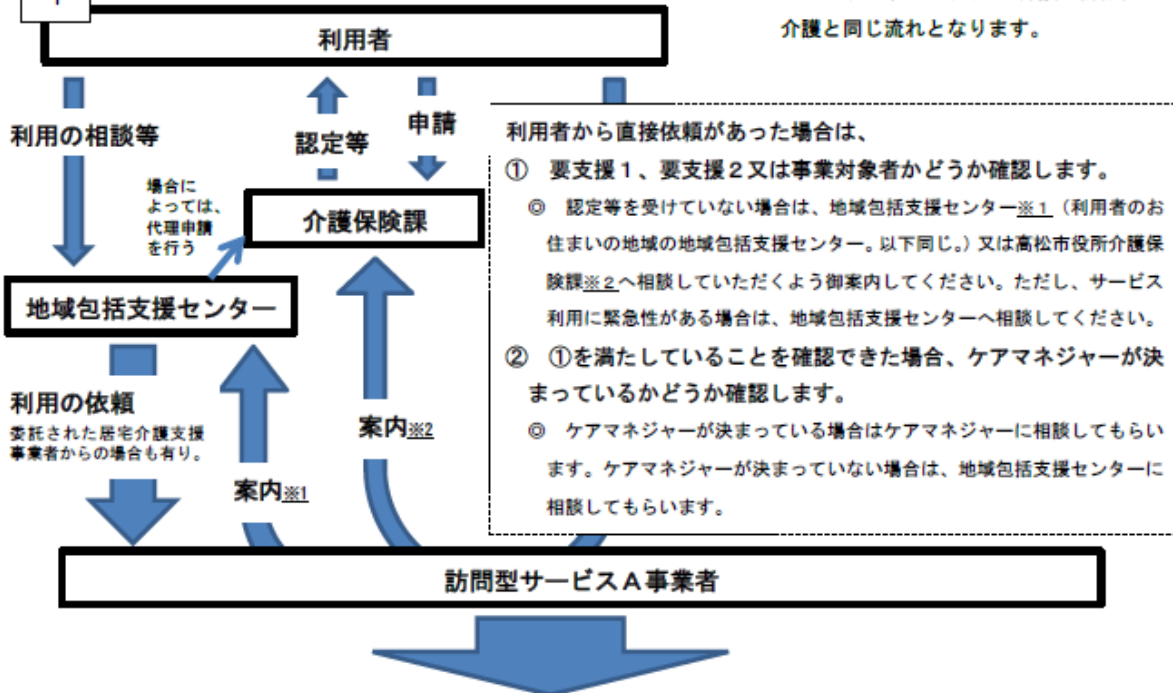 介護と同じ流れとなります。
利用者
利用の相談等
認定等
申請
場合に
よっては、
代理申請
を行う
介護保険課
地域包括支援センター
利用の依頼
委託された居宅介護支援
事業者からの場合も有り。
案内※1
案内※2
利用者から直接依頼があった場合は、
① 要支援１、要支援２又は事業対象者かどうか確認します。
◎ 認定等を受けていない場合は、地域包括支援センター※１（利用者のお
住まいの地域の地域包括支援センター。以下同じ。）又は高松市役所介護保
険課※２へ相談していただくよう御案内してください。ただし、サービス
利用に緊急性がある場合は、地域包括支援センターへ相談してください。
② ①を満たしていることを確認できた場合、ケアマネジャーが決
まっているかどうか確認します。
◎ ケアマネジャーが決まっている場合はケアマネジャーに相談してもらい
ます。ケアマネジャーが決まっていない場合は、地域包括支援センターに
相談してもらいます。
訪問型サービスＡ事業者